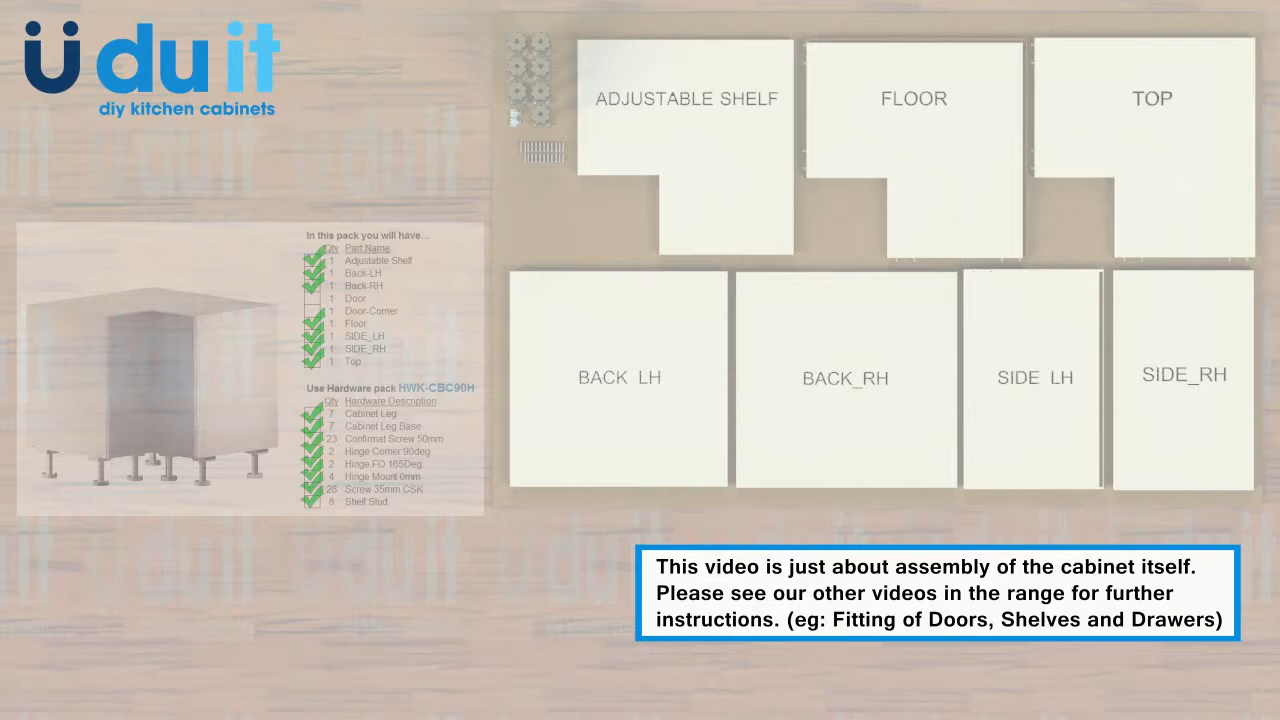 Ü du it
diy kitchen cabinets
ADJUSTABLE SHELF
FLOOR
TOP
In this pack you will have...
Qty Part Name
1 Adjustable Shelf
1 Back-LH
1 Back-RH
1 Door
1 Door-Corner
1 Floor
1 SIDE_LH
1 SIDE_RH
1 Top
Use Hardware pack HWK-CBC90H
Qty Hardware Description
7 Cabinet Leg
7 Cabinet Leg Base
23 Confirmat Screw 50mm
2 Hinge Corner 90deg
2 Hinge FO 165Deg
4 Hinge Mount 0mm
28 Screw 35mm CSK
8 Shelf Stud
BACK LH
BACK_RH
SIDE LH
SIDE_RH
This video is just about assembly of the cabinet itself.
Please see our other videos in the range for further
instructions. (eg: Fitting of Doors, Shelves and Drawers)